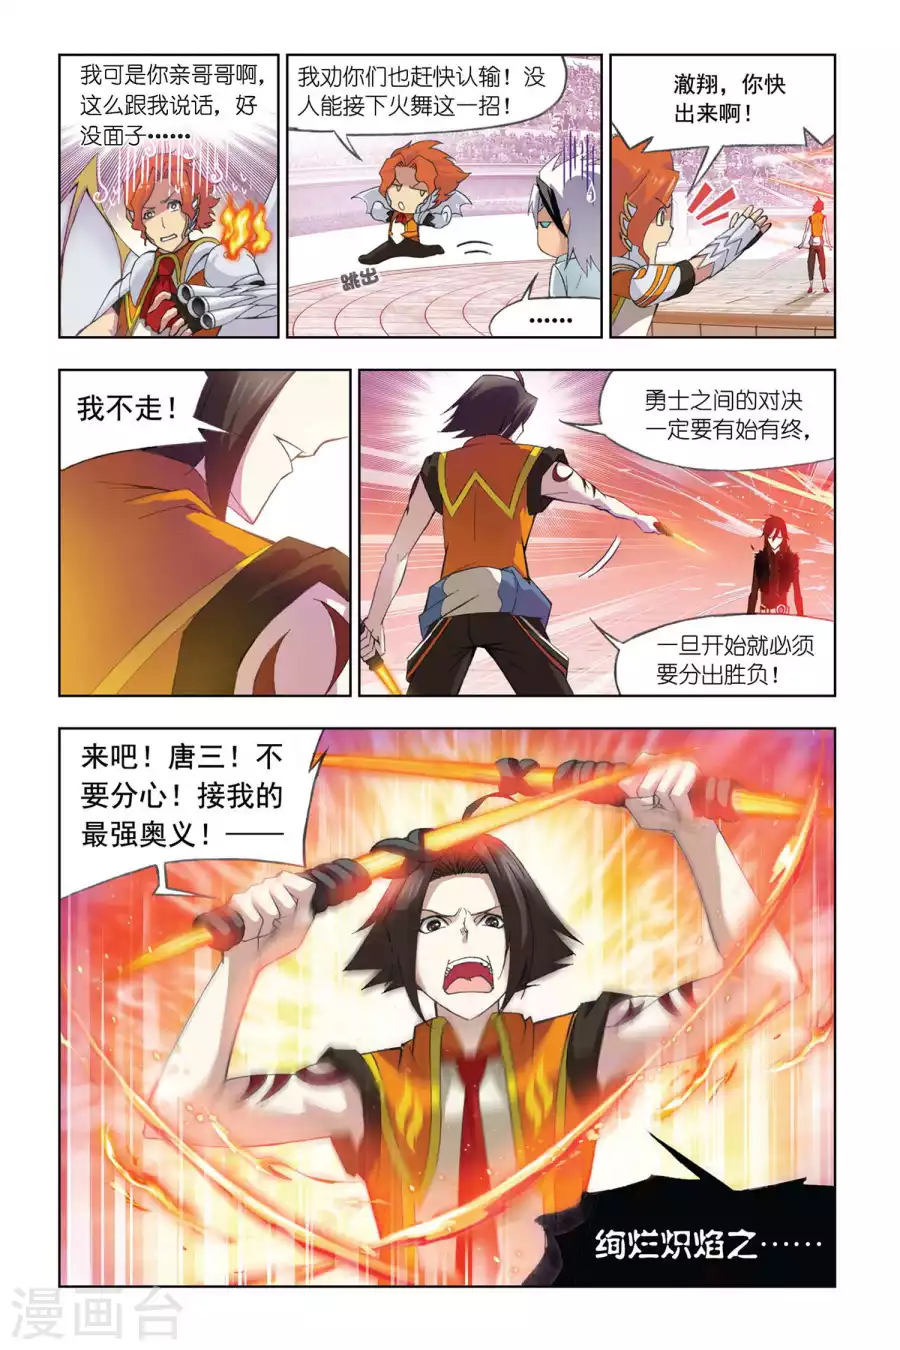 我可是你亲哥哥啊，
这么跟我说话，好
没面子……
我劝你们也赶快认输！没
人能接下火舞这一招！
跳出
……
澈翔，你快
出来啊！
我不走！
勇士之间的对决
一定要有始有终，
一旦开始就必须
要分出胜负！
来吧！唐三！不
要分心！接我的
最强奥义！——
绚烂炽焰之……
漫画台